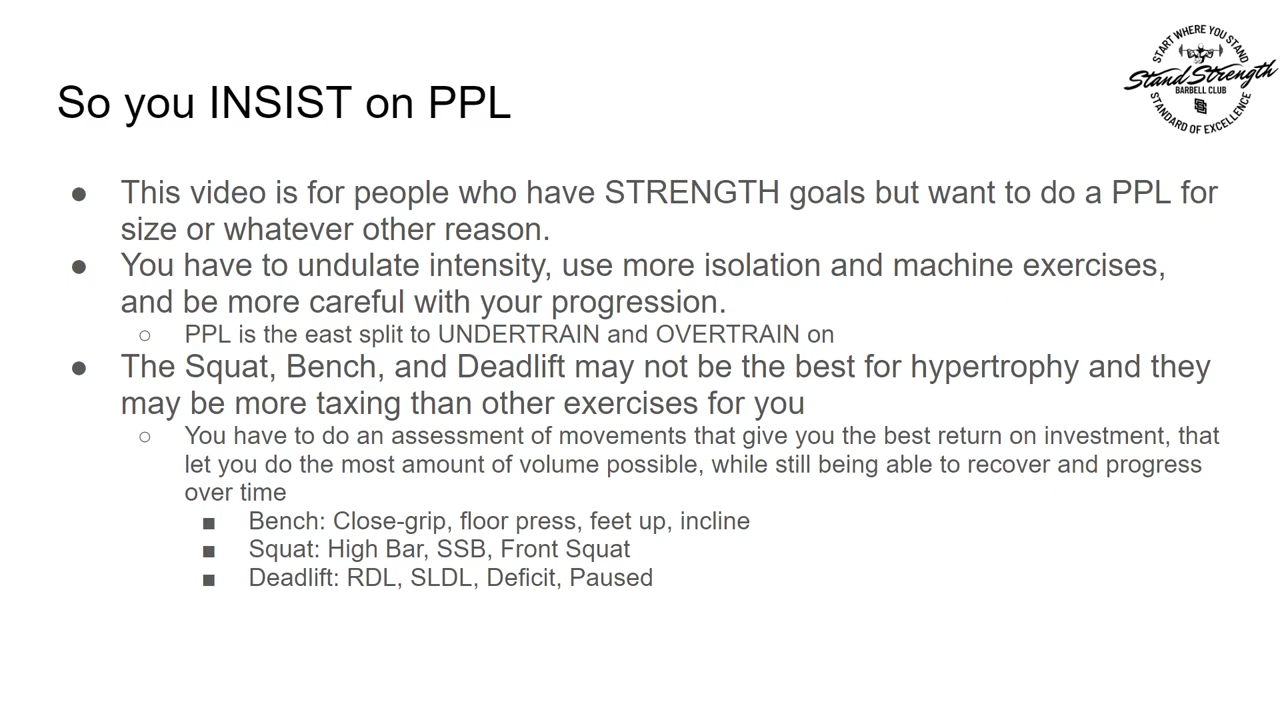 START WHERE YOU STAND
Stand Strength
BARBELL CLUB
STANDARD OF EXCELLENCE
So you INSIST on PPL
● This video is for people who have STRENGTH goals but want to do a PPL for
size or whatever other reason.
● You have to undulate intensity, use more isolation and machine exercises,
and be more careful with your progression.
○ PPL is the east split to UNDERTRAIN and OVERTRAIN on
● The Squat, Bench, and Deadlift may not be the best for hypertrophy and they
may be more taxing than other exercises for you
○ You have to do an assessment of movements that give you the best return on investment, that
let you do the most amount of volume possible, while still being able to recover and progress
over time
■ Bench: Close-grip, floor press, feet up, incline
■ Squat: High Bar, SSB, Front Squat
■ Deadlift: RDL, SLDL, Deficit, Paused